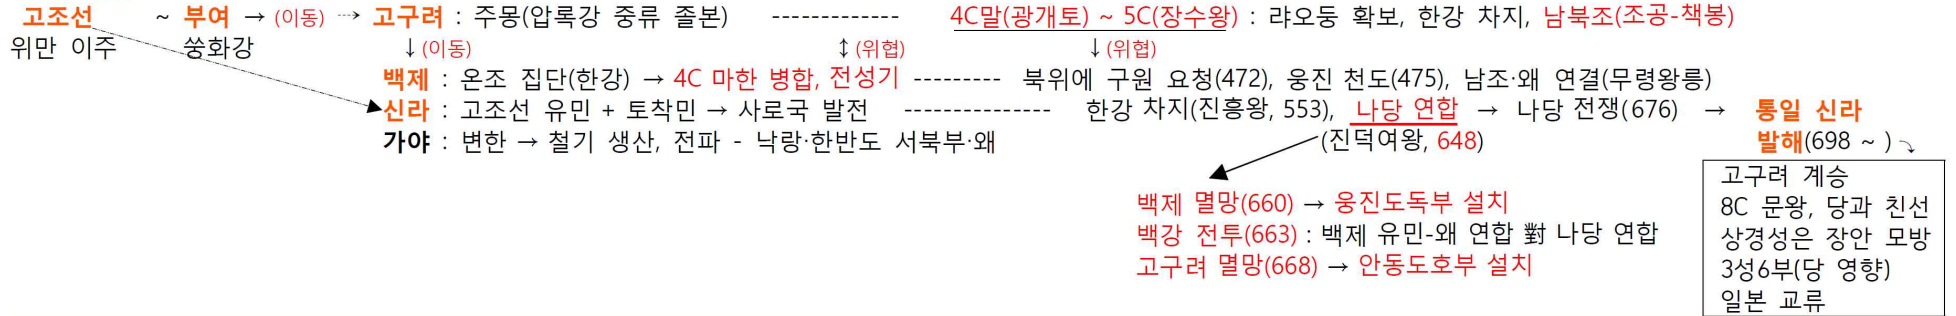 고조선 ~ 부여 → (이동) ⇢ 고구려 : 주몽(압록강 중류 졸본) ------------- 4C말(광개토) ~ 5C(장수왕) : 랴오둥 확보, 한강 차지, 남북조(조공-책봉)
위만 이주 쑹화강 ↓(이동) ↕(위협) ↓(위협)
백제 : 온조 집단(한강) → 4C 마한 병합, 전성기 --------- 북위에 구원 요청(472), 웅진 천도(475), 남조·왜 연결(무령왕릉)
신라 : 고조선 유민 + 토착민 → 사로국 발전 --------------- 한강 차지(진흥왕, 553), 나당 연합 → 나당 전쟁(676) → 통일 신라
가야 : 변한 → 철기 생산, 전파 - 낙랑·한반도 서북부·왜 (진덕여왕, 648) 발해(698 ~ )
고구려 계승
8C 문왕, 당과 친선
상경성은 장안 모방
3성6부(당 영향)
일본 교류
백제 멸망(660) → 웅진도독부 설치
백강 전투(663) : 백제 유민-왜 연합 對 나당 연합
고구려 멸망(668) → 안동도호부 설치